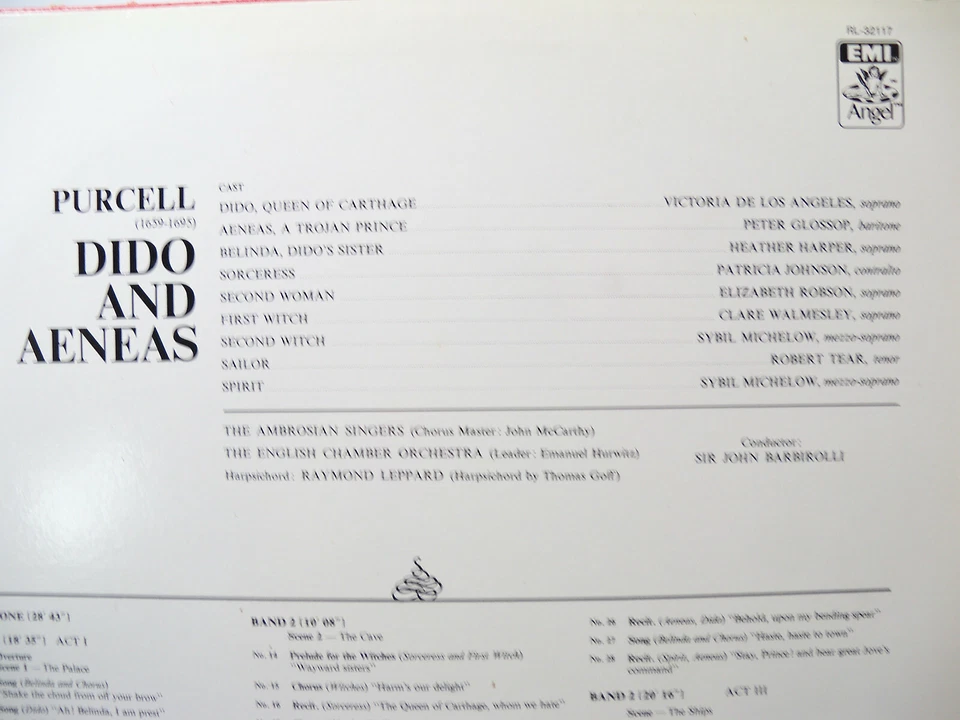 RL-32117
EMI
Angel
PURCELL
(1659-1695)
DIDO
AND
AENEAS
CAST
DIDO, QUEEN OF CARTHAGE VICTORIA DE LOS ANGELES, soprano
AENEAS, A TROJAN PRINCE PETER GLOSSOP, baritone
BELINDA, DIDO'S SISTER HEATHER HARPER, soprano
SORCERESS PATRICIA JOHNSON, contralto
SECOND WOMAN ELIZABETH ROBSON, soprano
FIRST WITCH CLARE WALMESLEY, soprano
SECOND WITCH SYBIL MICHELOW, mezzo-soprano
SAILOR ROBERT TEAR, tenor
SPIRIT SYBIL MICHELOW, mezzo-soprano
THE AMBROSIAN SINGERS (Chorus Master: John McCarthy)
THE ENGLISH CHAMBER ORCHESTRA (Leader: Emanuel Hurwitz)
Harpsichord: RAYMOND LEPPARD (Harpsichord by Thomas Goff)
Conductor:
SIR JOHN BARBIROLLI
ONE [28' 43"]
[18' 35"] ACT I
verture
Scene 1 — The Palace
Song (Belinda and Chorus)
"Shake the cloud from off your brow"
Song (Dido) "Ah! Belinda, I am prest"
BAND 2 [10' 08"]
Scene 2 — The Cave
No. 14 Prelude for the Witches (Sorceress and First Witch)
"Wayward sisters"
No. 15 Chorus (Witches) "Harm's our delight"
No. 16 Recit. (Sorceress) "The Queen of Carthage, whom we hate"
No. 26 Recit. (Aeneas, Dido) "Behold, upon my bending spear"
No. 27 Song (Belinda and Chorus) "Haste, haste to town"
No. 28 Recit. (Spirit, Aeneas) "Stay, Prince! and hear great Jove's
command"
BAND 2 [20' 16"] ACT III
Scene — The Ships